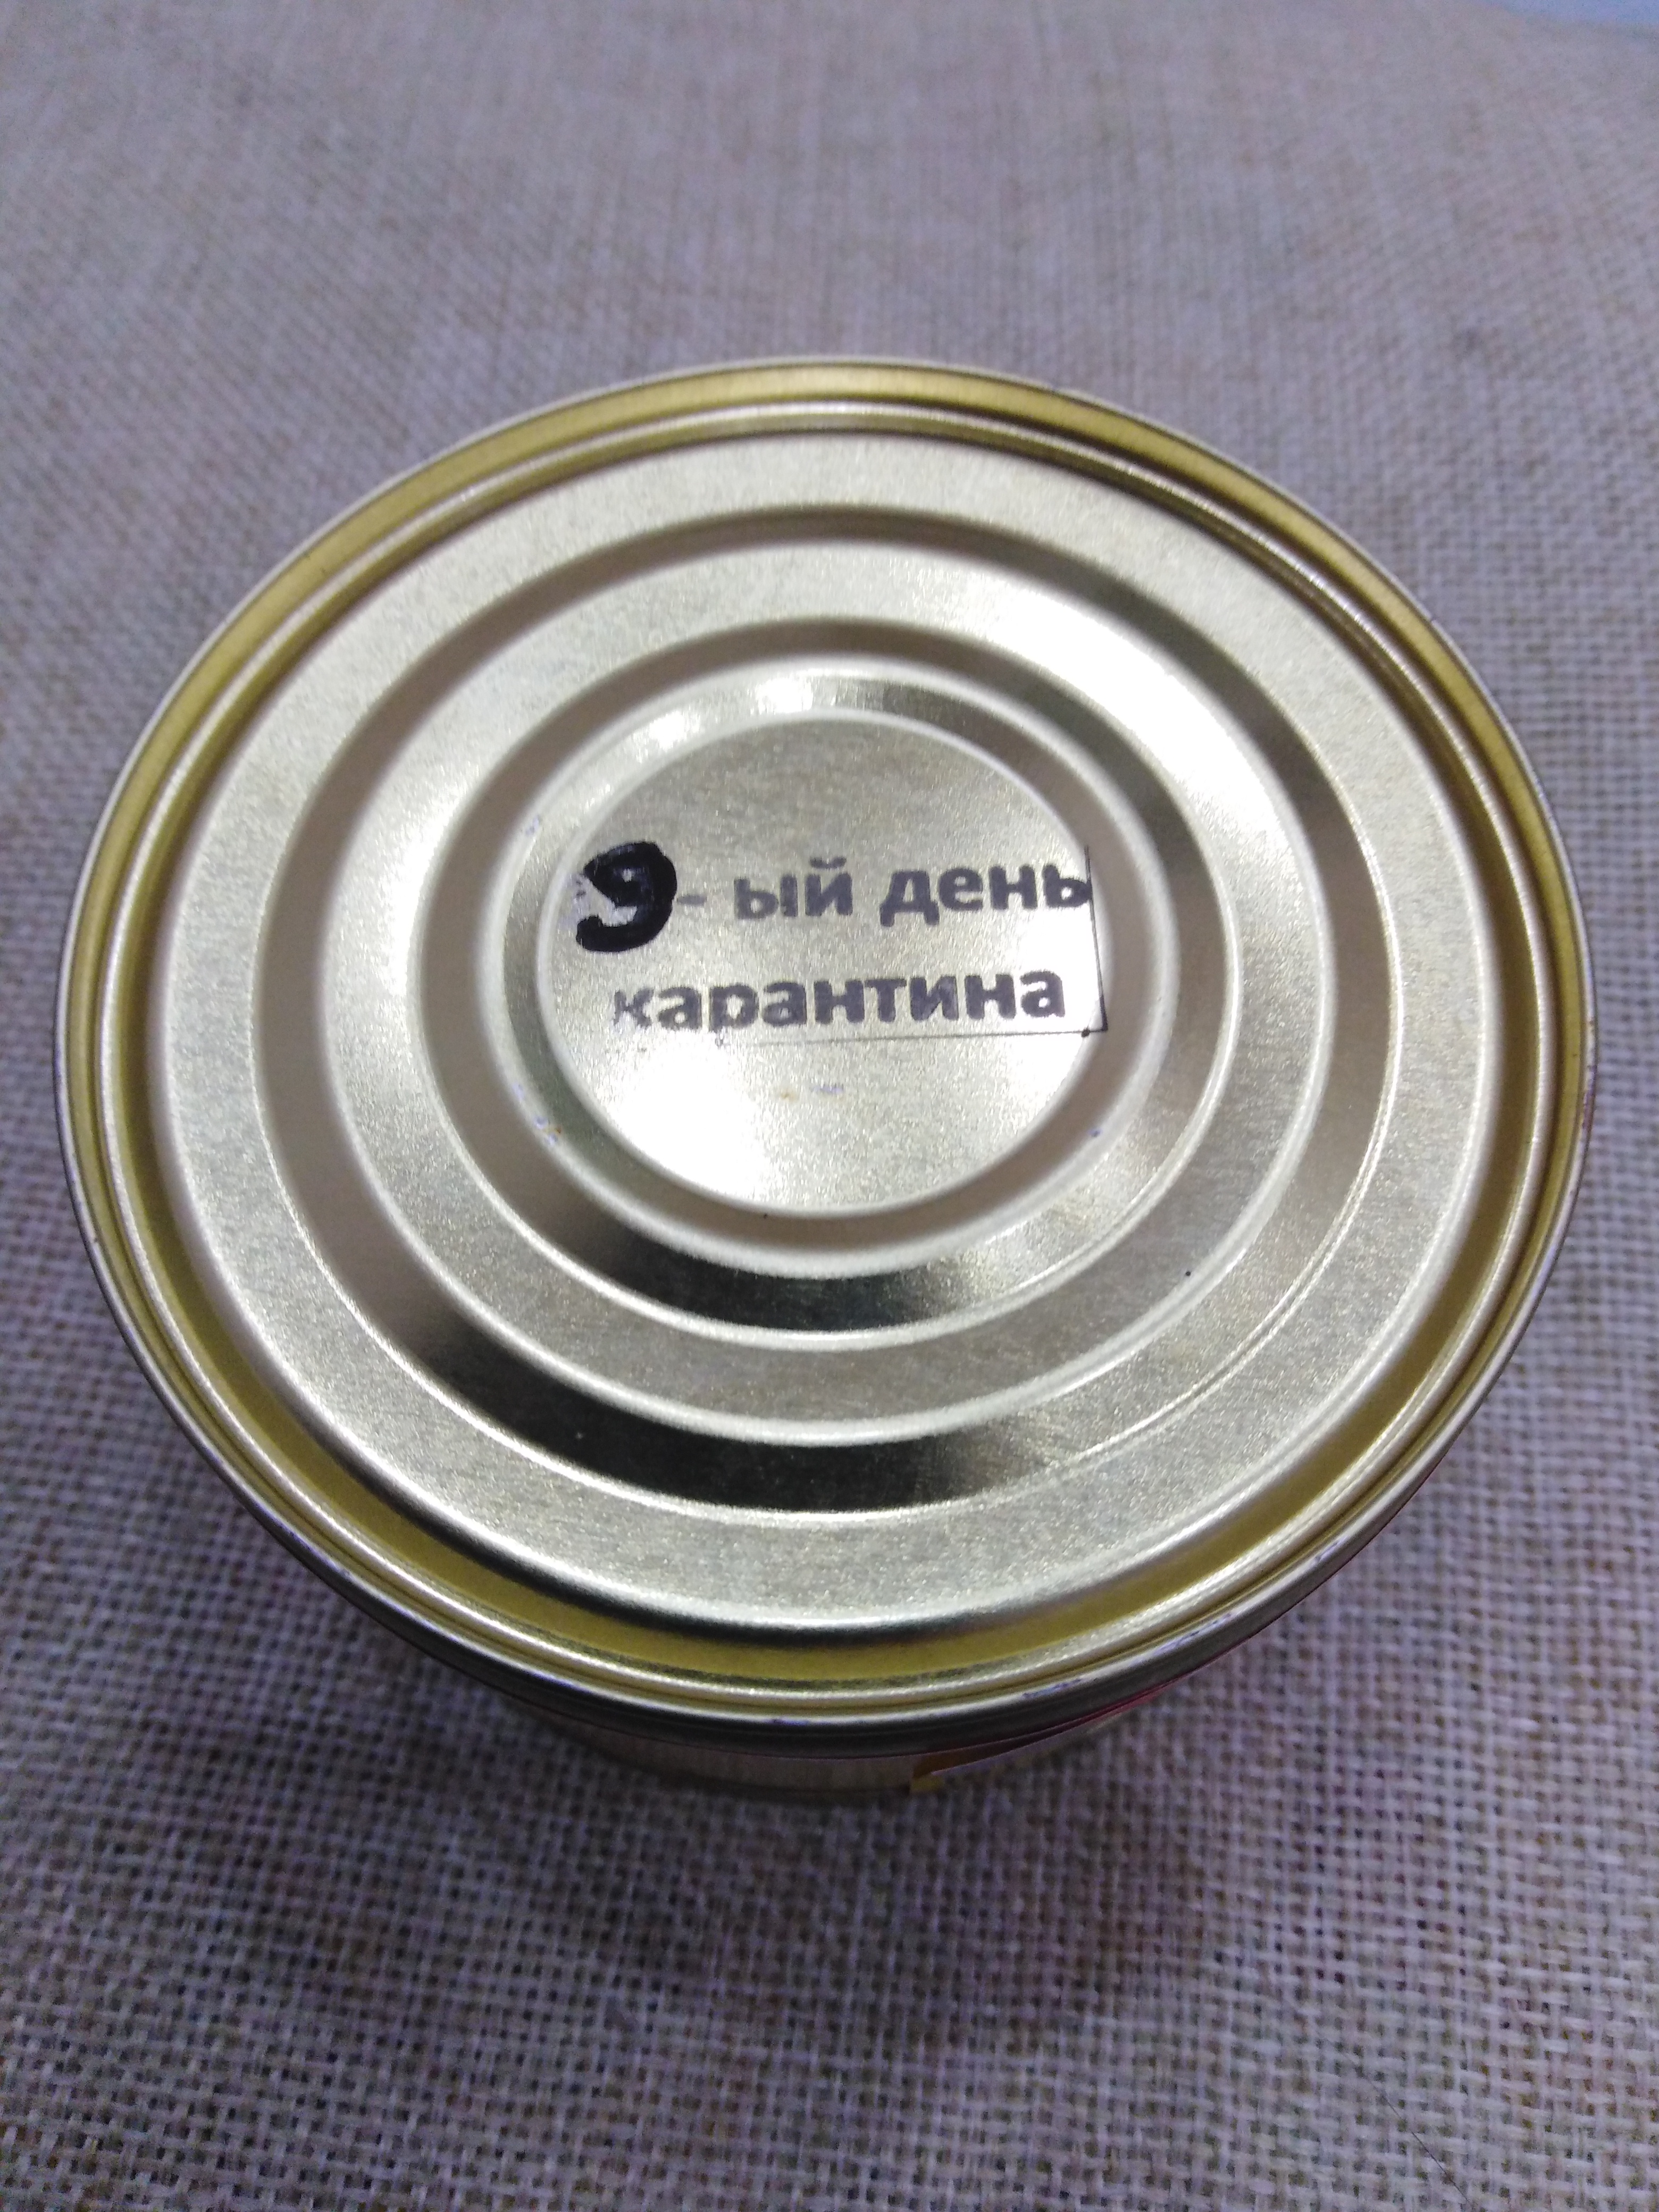 9- ый день
карантина